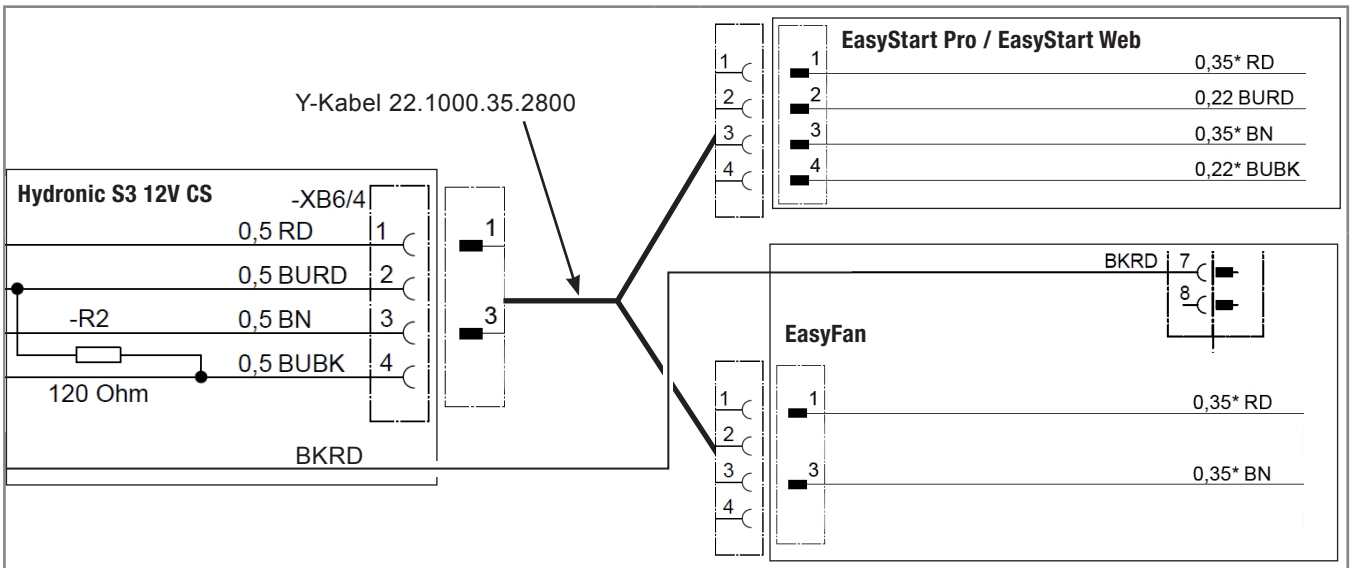 EasyStart Pro / EasyStart Web
1 1 0,35* RD
2 2 0,22 BURD
3 3 0,35* BN
4 4 0,22* BUBK
Y-Kabel 22.1000.35.2800
Hydronic S3 12V CS
-XB6/4
0,5 RD 1 1
0,5 BURD 2
-R2 0,5 BN 3 3
0,5 BUBK 4
120 Ohm
BKRD
BKRD 7
8
EasyFan
1 1 0,35* RD
2
3 3 0,35* BN
4